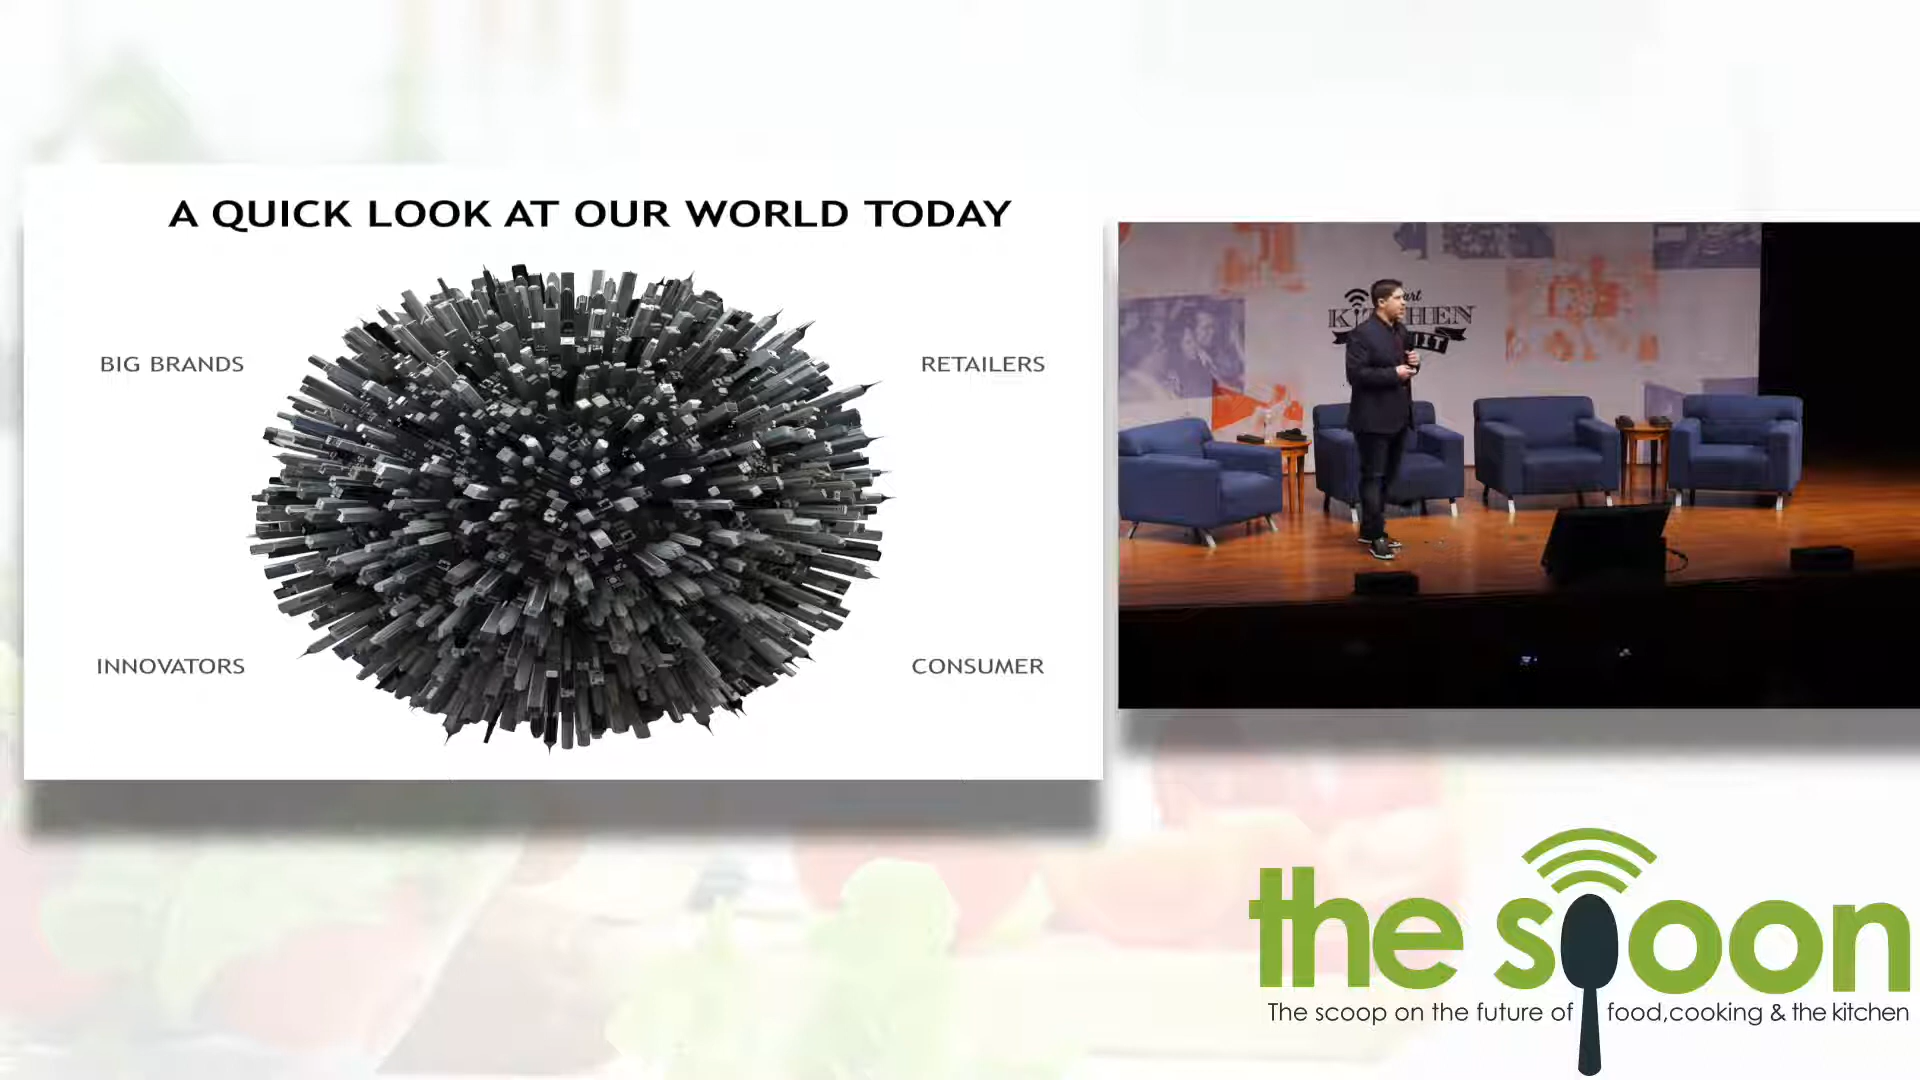 A QUICK LOOK AT OUR WORLD TODAY
BIG BRANDS
RETAILERS
INNOVATORS
CONSUMER
the spoon
The scoop on the future of food,cooking & the kitchen